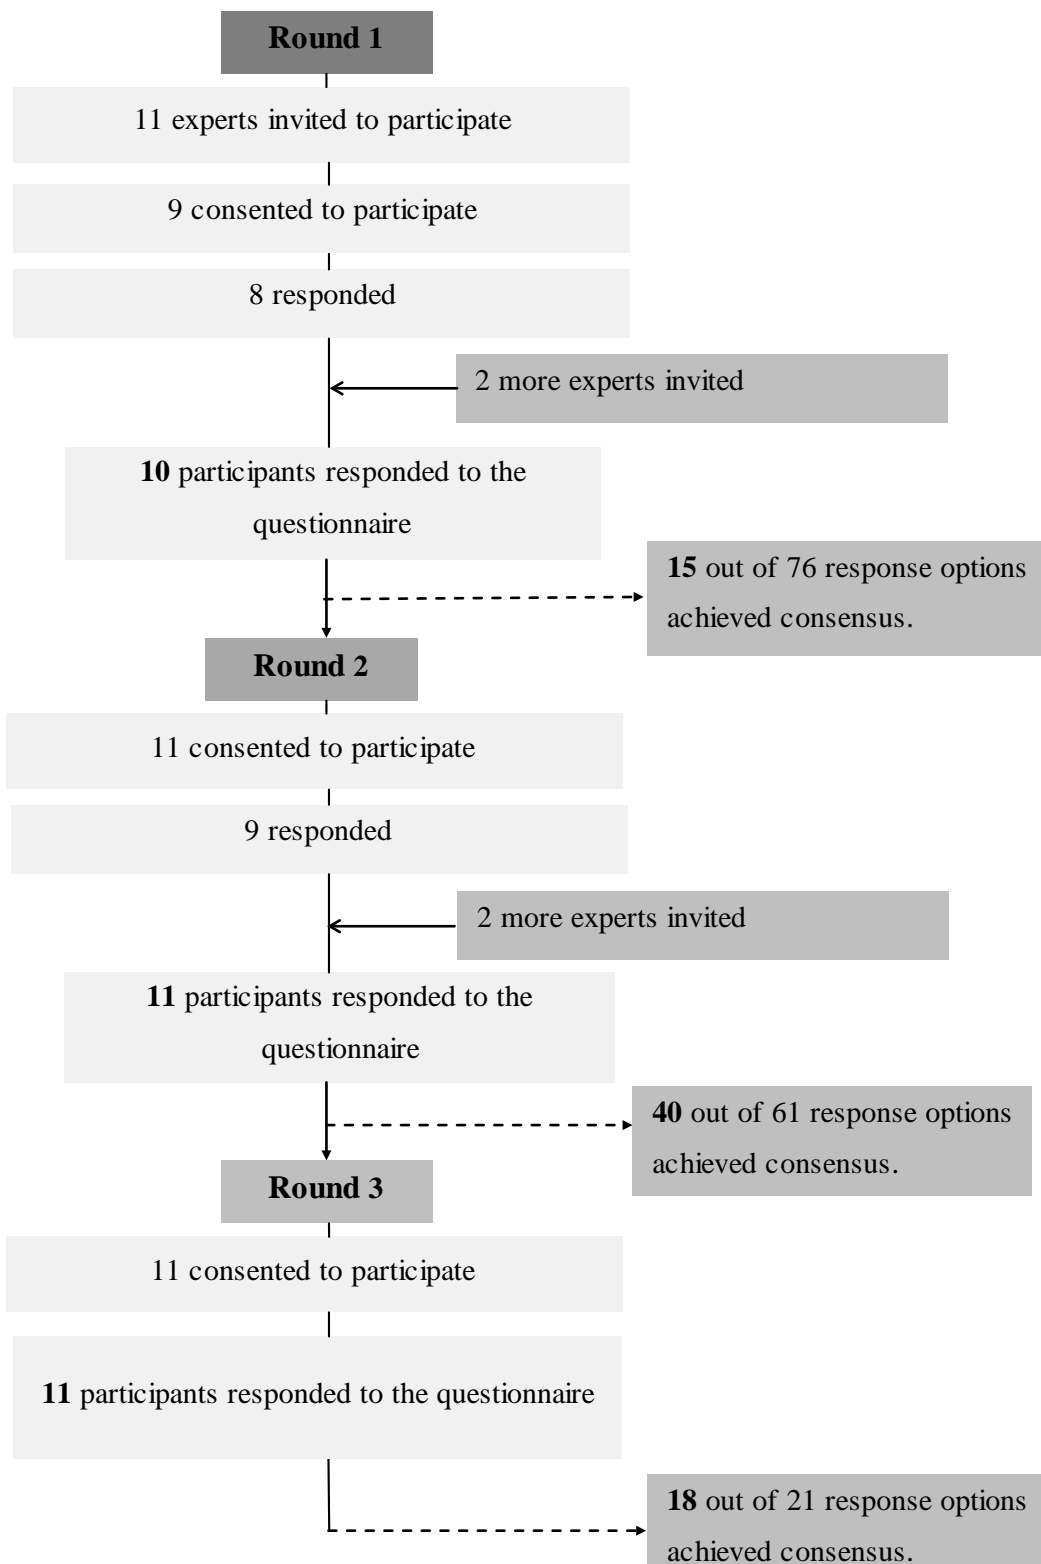 Round 1
11 experts invited to participate
9 consented to participate
8 responded
2 more experts invited
10 participants responded to the
questionnaire
15 out of 76 response options
achieved consensus.
Round 2
11 consented to participate
9 responded
2 more experts invited
11 participants responded to the
questionnaire
40 out of 61 response options
achieved consensus.
Round 3
11 consented to participate
11 participants responded to the questionnaire
18 out of 21 response options
achieved consensus.